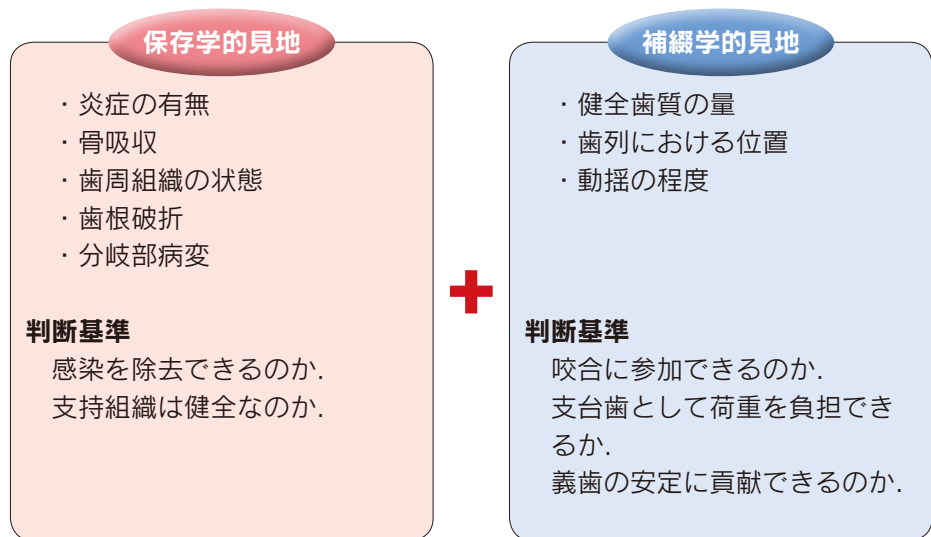 保存学的見地
・炎症の有無
・骨吸収
・歯周組織の状態
・歯根破折
・分岐部病変
判断基準
感染を除去できるのか.
支持組織は健全なのか.
補綴学的見地
・健全歯質の量
・歯列における位置
・動揺の程度
判断基準
咬合に参加できるのか.
支台歯として荷重を負担でき
るか.
義歯の安定に貢献できるのか.